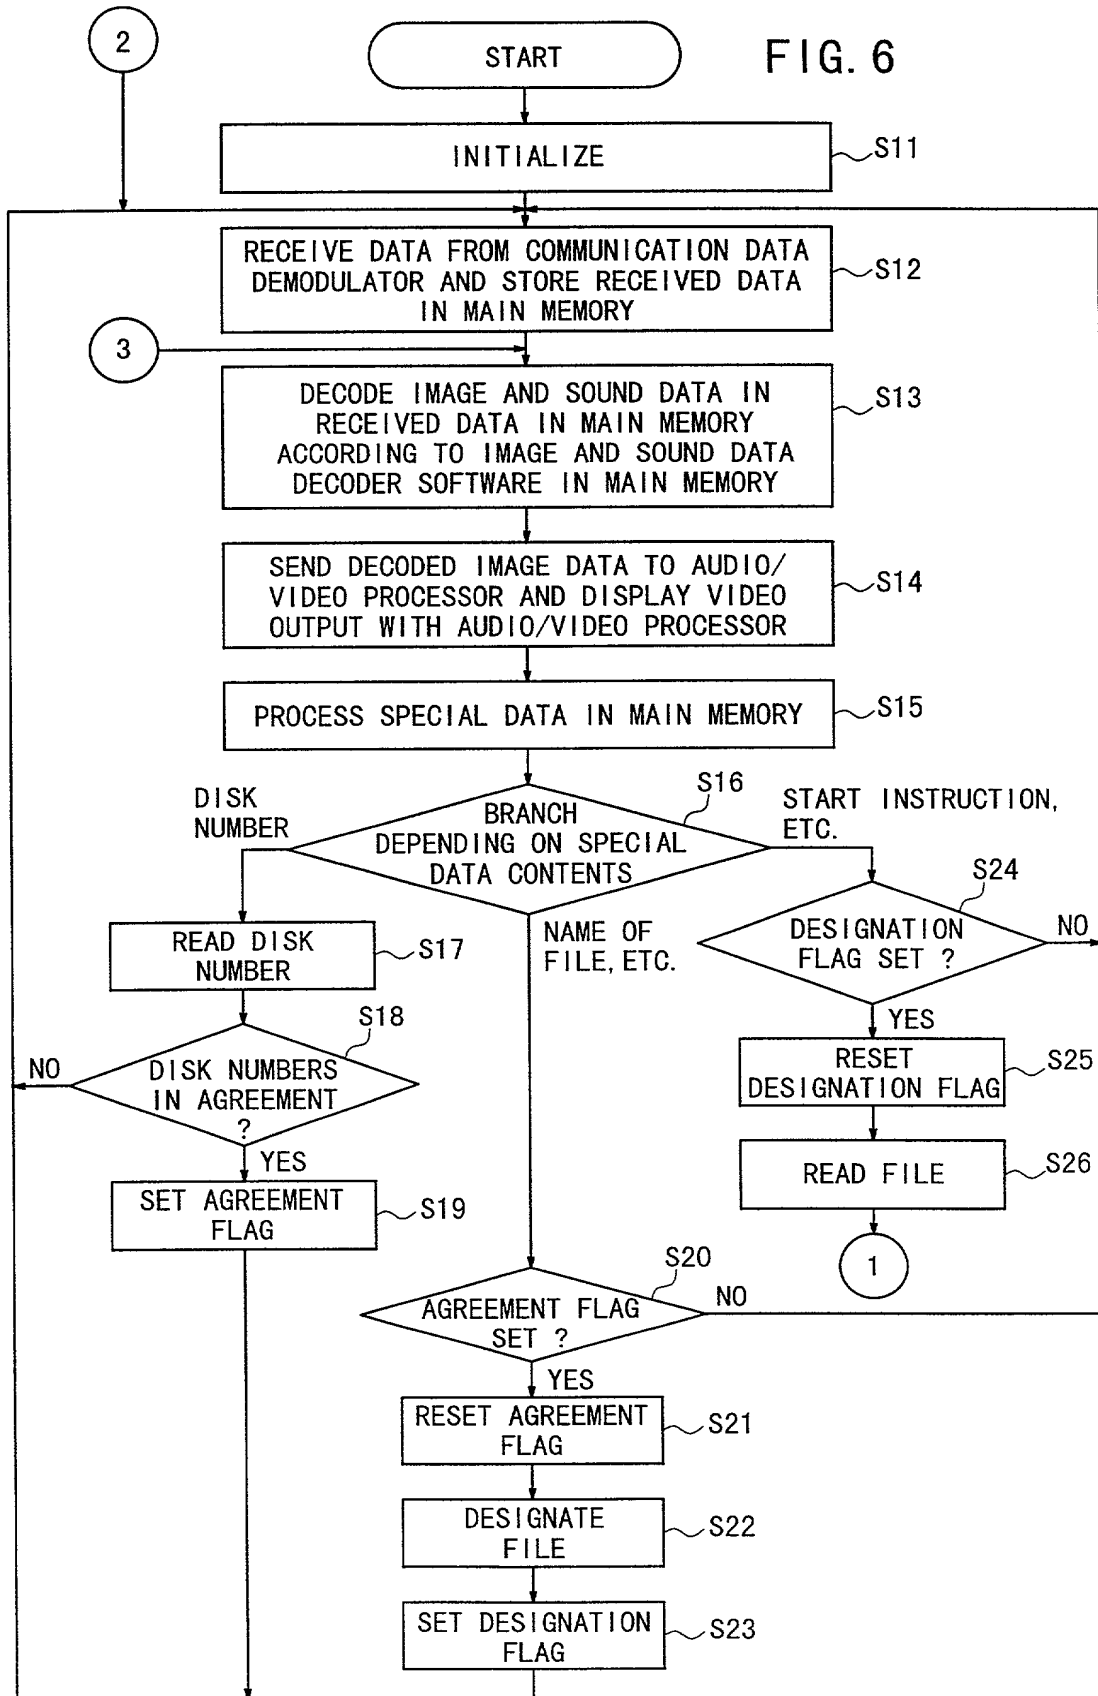 2
START
FIG. 6
INITIALIZE
S11
RECEIVE DATA FROM COMMUNICATION DATA
DEMODULATOR AND STORE RECEIVED DATA
IN MAIN MEMORY
S12
3
DECODE IMAGE AND SOUND DATA IN
RECEIVED DATA IN MAIN MEMORY
ACCORDING TO IMAGE AND SOUND DATA
DECODER SOFTWARE IN MAIN MEMORY
S13
SEND DECODED IMAGE DATA TO AUDIO/
VIDEO PROCESSOR AND DISPLAY VIDEO
OUTPUT WITH AUDIO/VIDEO PROCESSOR
S14
PROCESS SPECIAL DATA IN MAIN MEMORY
S15
S16
BRANCH
DEPENDING ON SPECIAL
DATA CONTENTS
DISK
NUMBER
START INSTRUCTION,
ETC.
NAME OF
FILE, ETC.
READ DISK
NUMBER
S17
S18
DISK NUMBERS
IN AGREEMENT
?
NO
YES
SET AGREEMENT
FLAG
S19
S24
DESIGNATION
FLAG SET ?
NO
YES
RESET
DESIGNATION FLAG
S25
READ FILE
S26
1
S20
AGREEMENT FLAG
SET ?
NO
YES
RESET AGREEMENT
FLAG
S21
DESIGNATE
FILE
S22
SET DESIGNATION
FLAG
S23